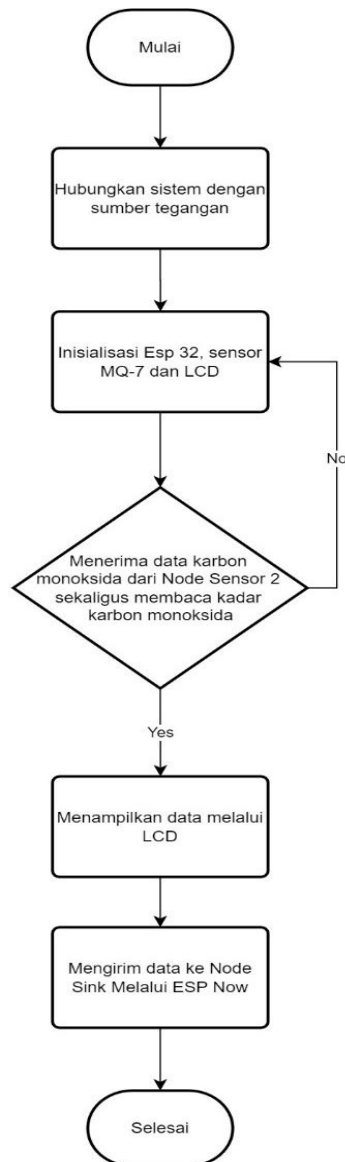 Mulai
Hubungkan sistem dengan
sumber tegangan
Inisialisasi Esp 32, sensor
MQ-7 dan LCD
No
Menerima data karbon
monoksida dari Node Sensor 2
sekaligus membaca kadar
karbon monoksida
Yes
Menampilkan data melalui
LCD
Mengirim data ke Node
Sink Melalui ESP Now
Selesai